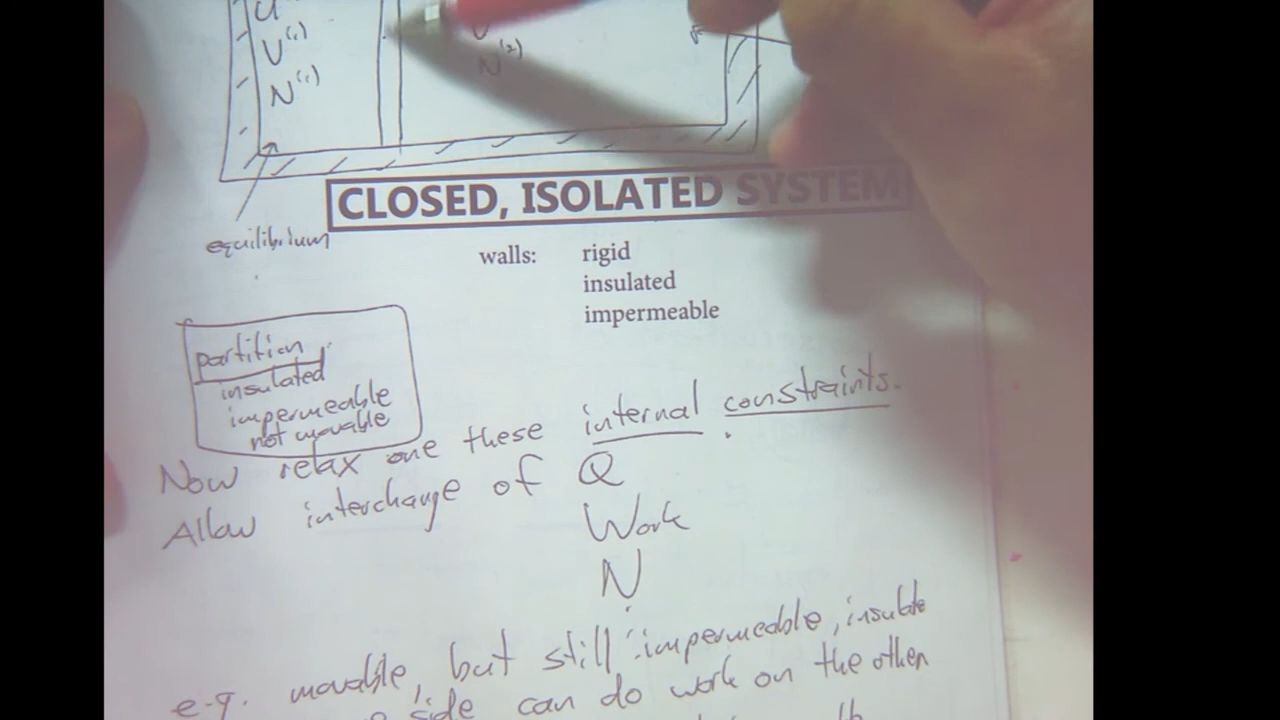 V⁽¹⁾
N⁽¹⁾
N⁽²⁾
CLOSED, ISOLATED SYSTEM
equilibrium
walls: rigid
insulated
impermeable
partition
insulated
impermeable
not movable
Now relax one these internal constraints.
Allow interchange of Q
Work
N
e.g. movable, but still impermeable, insulate
side can do work on the other